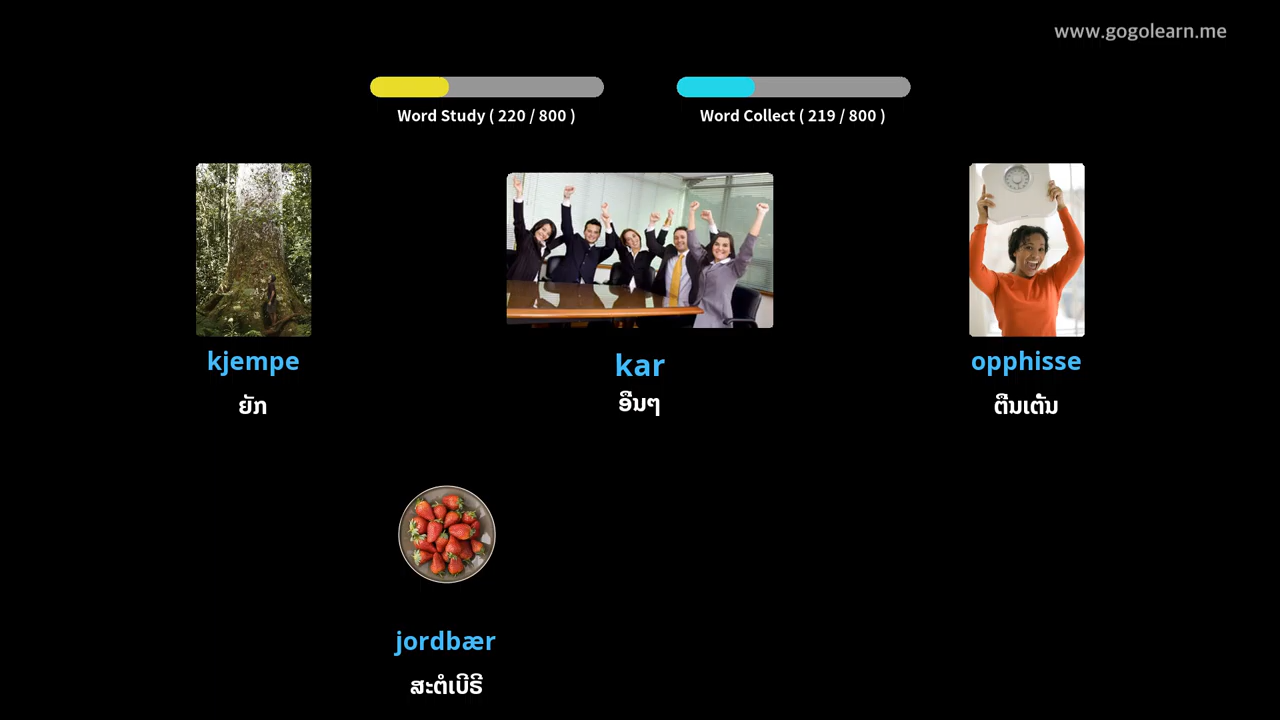 www.gogolearn.me
Word Study ( 220 / 800 )
Word Collect ( 219 / 800 )
kjempe
ຍັກ
kar
ອື່ນໆ
opphisse
ຕື່ນເຕັ້ນ
jordbær
ສະຕໍເບີຣີ